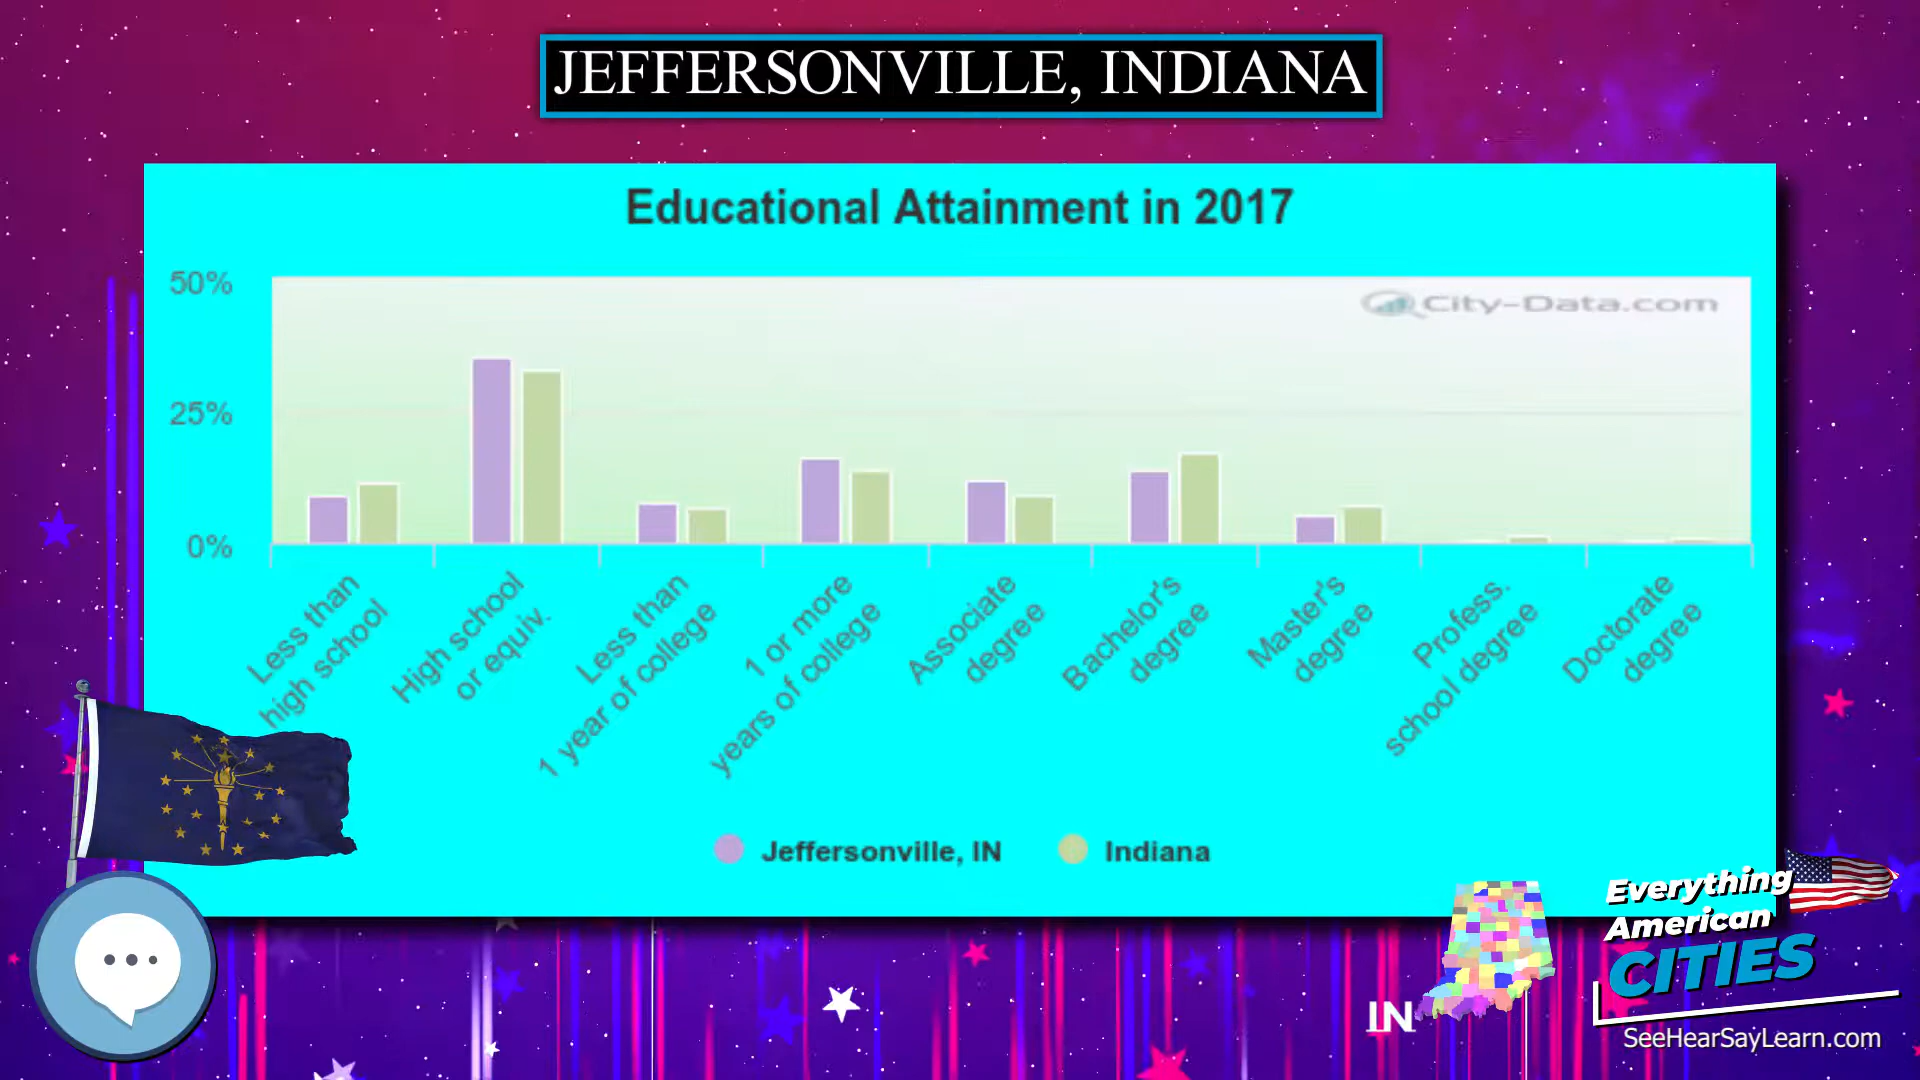 JEFFERSONVILLE, INDIANA
Educational Attainment in 2017
50%
City-Data.com
25%
0%
Less than
high school
High school
or equiv.
Less than
1 year of college
1 or more
years of college
Associate
degree
Bachelor's
degree
Master's
degree
Profess.
school degree
Doctorate
degree
Jeffersonville, IN
Indiana
Everything
American
CITIES
IN
SeeHearSayLearn.com